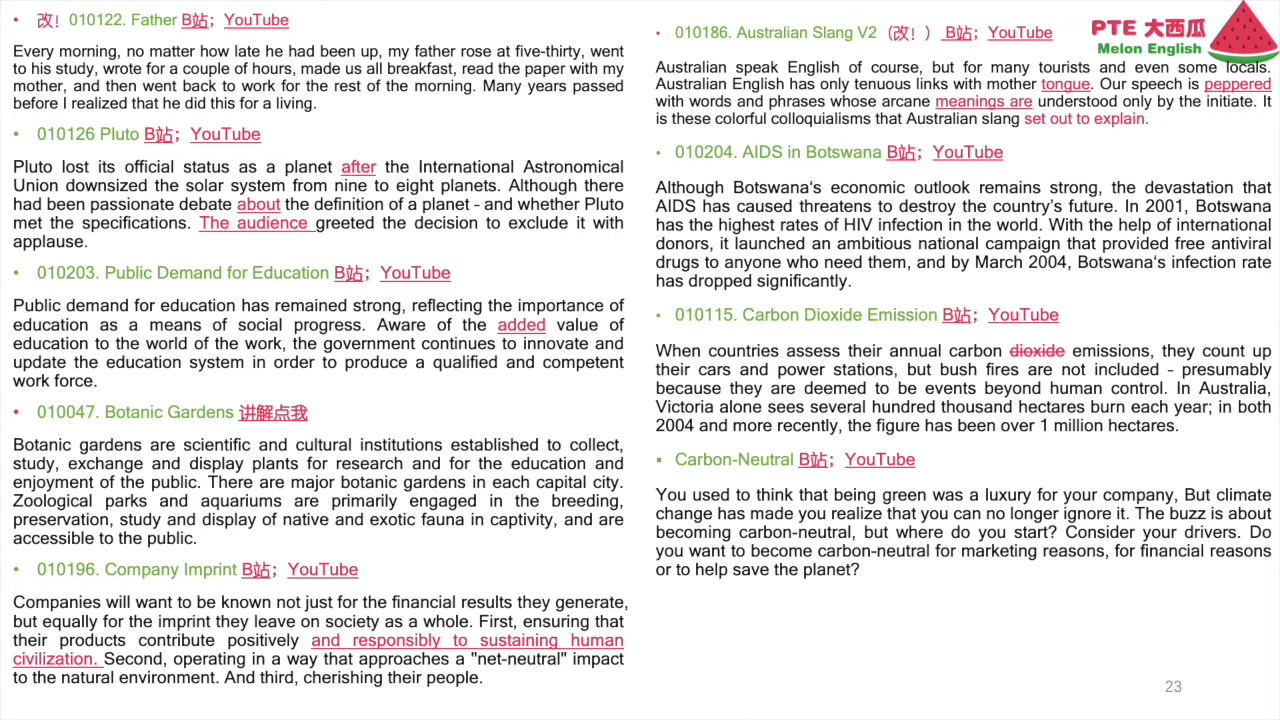 • 改！010122. Father B站；YouTube
Every morning, no matter how late he had been up, my father rose at five-thirty, went
to his study, wrote for a couple of hours, made us all breakfast, read the paper with my
mother, and then went back to work for the rest of the morning. Many years passed
before I realized that he did this for a living.
• 010126 Pluto B站；YouTube
Pluto lost its official status as a planet after the International Astronomical
Union downsized the solar system from nine to eight planets. Although there
had been passionate debate about the definition of a planet – and whether Pluto
met the specifications. The audience greeted the decision to exclude it with
applause.
• 010203. Public Demand for Education B站；YouTube
Public demand for education has remained strong, reflecting the importance of
education as a means of social progress. Aware of the added value of
education to the world of the work, the government continues to innovate and
update the education system in order to produce a qualified and competent
work force.
• 010047. Botanic Gardens 讲解点我
Botanic gardens are scientific and cultural institutions established to collect,
study, exchange and display plants for research and for the education and
enjoyment of the public. There are major botanic gardens in each capital city.
Zoological parks and aquariums are primarily engaged in the breeding,
preservation, study and display of native and exotic fauna in captivity, and are
accessible to the public.
• 010196. Company Imprint B站；YouTube
Companies will want to be known not just for the financial results they generate,
but equally for the imprint they leave on society as a whole. First, ensuring that
their products contribute positively and responsibly to sustaining human
civilization. Second, operating in a way that approaches a "net-neutral" impact
to the natural environment. And third, cherishing their people.
PTE 大西瓜
Melon English
• 010186. Australian Slang V2（改！）B站；YouTube
Australian speak English of course, but for many tourists and even some locals.
Australian English has only tenuous links with mother tongue. Our speech is peppered
with words and phrases whose arcane meanings are understood only by the initiate. It
is these colorful colloquialisms that Australian slang set out to explain.
• 010204. AIDS in Botswana B站；YouTube
Although Botswana‘s economic outlook remains strong, the devastation that
AIDS has caused threatens to destroy the country’s future. In 2001, Botswana
has the highest rates of HIV infection in the world. With the help of international
donors, it launched an ambitious national campaign that provided free antiviral
drugs to anyone who need them, and by March 2004, Botswana‘s infection rate
has dropped significantly.
• 010115. Carbon Dioxide Emission B站；YouTube
When countries assess their annual carbon dioxide emissions, they count up
their cars and power stations, but bush fires are not included – presumably
because they are deemed to be events beyond human control. In Australia,
Victoria alone sees several hundred thousand hectares burn each year; in both
2004 and more recently, the figure has been over 1 million hectares.
▪ Carbon-Neutral B站；YouTube
You used to think that being green was a luxury for your company, But climate
change has made you realize that you can no longer ignore it. The buzz is about
becoming carbon-neutral, but where do you start? Consider your drivers. Do
you want to become carbon-neutral for marketing reasons, for financial reasons
or to help save the planet?
23